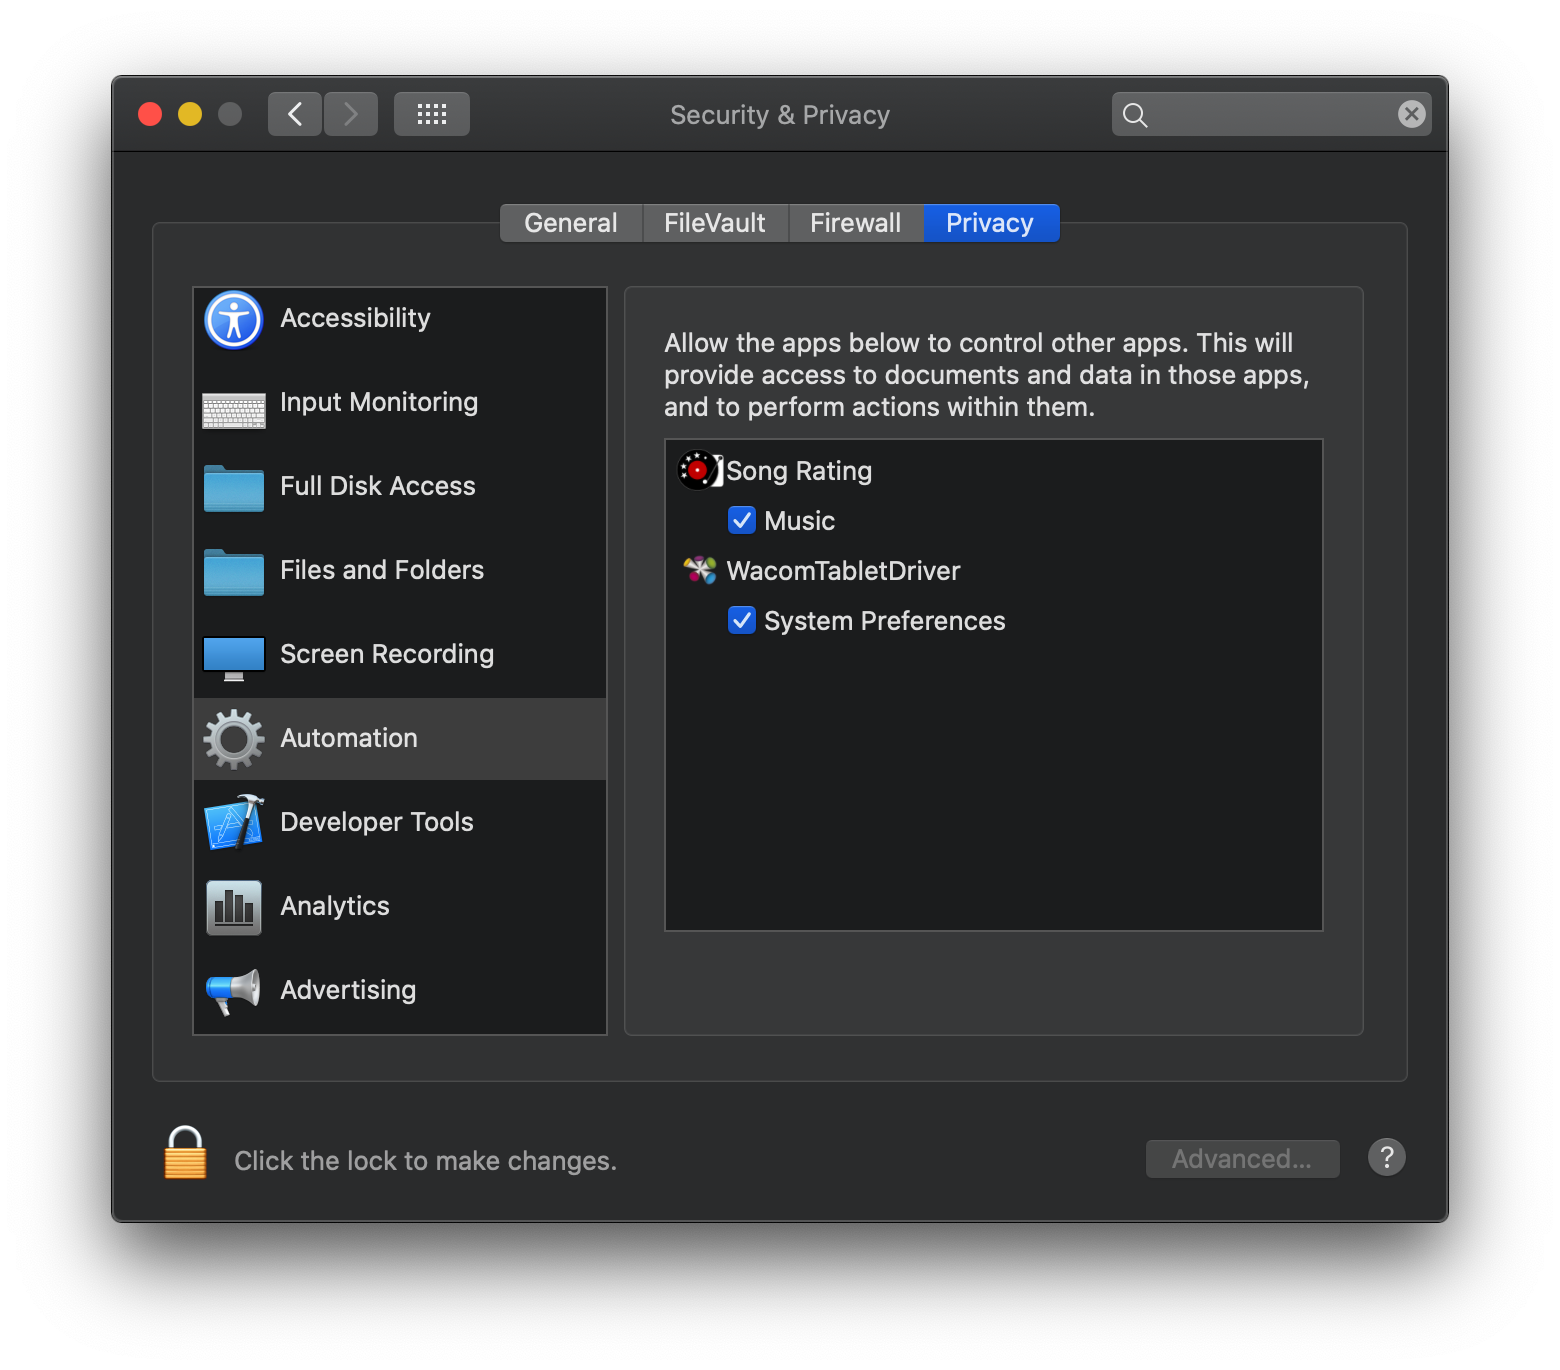 Security & Privacy
General
FileVault
Firewall
Privacy
Accessibility
Input Monitoring
Full Disk Access
Files and Folders
Screen Recording
Automation
Developer Tools
Analytics
Advertising
Allow the apps below to control other apps. This will
provide access to documents and data in those apps,
and to perform actions within them.
Song Rating
Music
WacomTabletDriver
System Preferences
Click the lock to make changes.
Advanced...
?